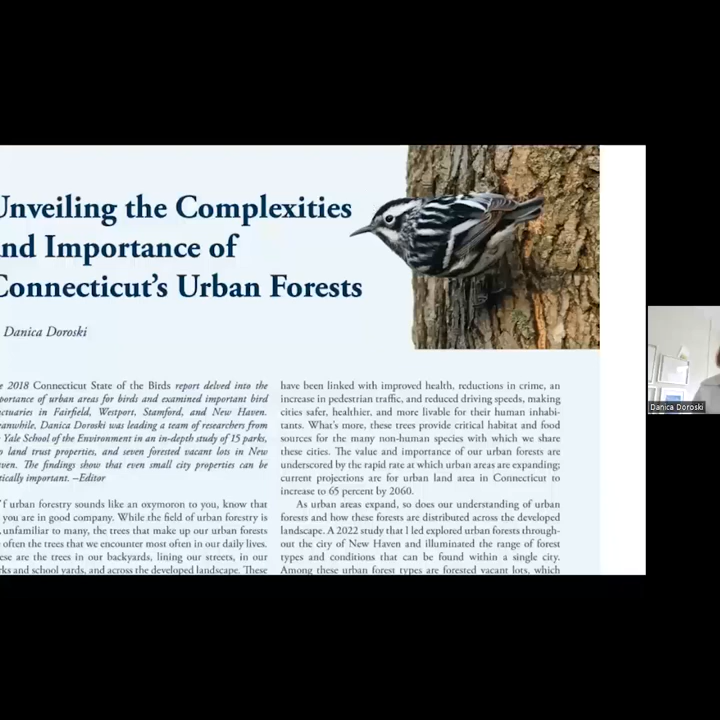 Unveiling the Complexities
nd Importance of
Connecticut's Urban Forests
Danica Doroski
e 2018 Connecticut State of the Birds report delved into the
portance of urban areas for birds and examined important bird
ctuaries in Fairfield, Westport, Stamford, and New Haven.
eanwhile, Danica Doroski was leading a team of researchers from
Yale School of the Environment in an in-depth study of 15 parks,
o land trust properties, and seven forested vacant lots in New
ven. The findings show that even small city properties can be
tically important. –Editor
f urban forestry sounds like an oxymoron to you, know that
you are in good company. While the field of urban forestry is
unfamiliar to many, the trees that make up our urban forests
often the trees that we encounter most often in our daily lives.
ese are the trees in our backyards, lining our streets, in our
rks and school yards, and across the developed landscape. These
have been linked with improved health, reductions in crime, an
increase in pedestrian traffic, and reduced driving speeds, making
cities safer, healthier, and more livable for their human inhabi-
tants. What's more, these trees provide critical habitat and food
sources for the many non-human species with which we share
these cities. The value and importance of our urban forests are
underscored by the rapid rate at which urban areas are expanding;
current projections are for urban land area in Connecticut to
increase to 65 percent by 2060.
As urban areas expand, so does our understanding of urban
forests and how these forests are distributed across the developed
landscape. A 2022 study that I led explored urban forests through-
out the city of New Haven and illuminated the range of forest
types and conditions that can be found within a single city.
Among these urban forest types are forested vacant lots, which
Danica Doroski